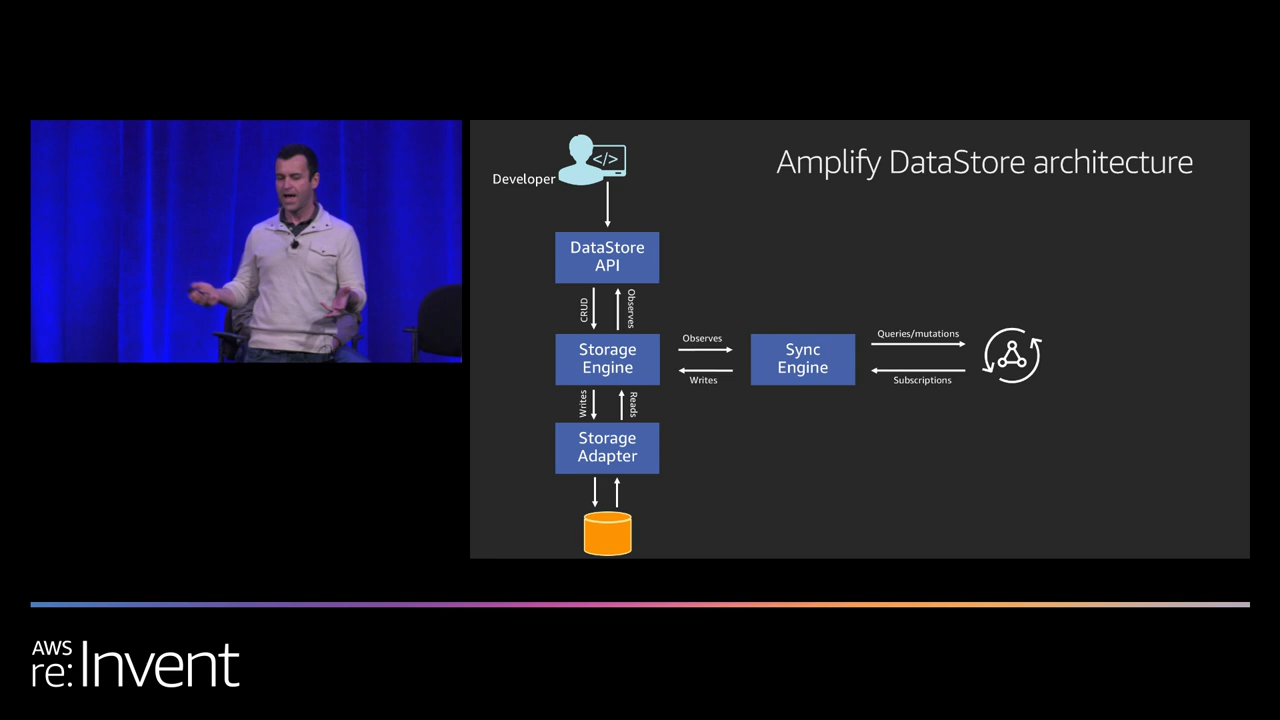 Amplify DataStore architecture
Developer
</>
DataStore
API
CRUD
Observes
Storage
Engine
Observes
Writes
Sync
Engine
Queries/mutations
Subscriptions
Writes
Reads
Storage
Adapter
AWS
re:Invent